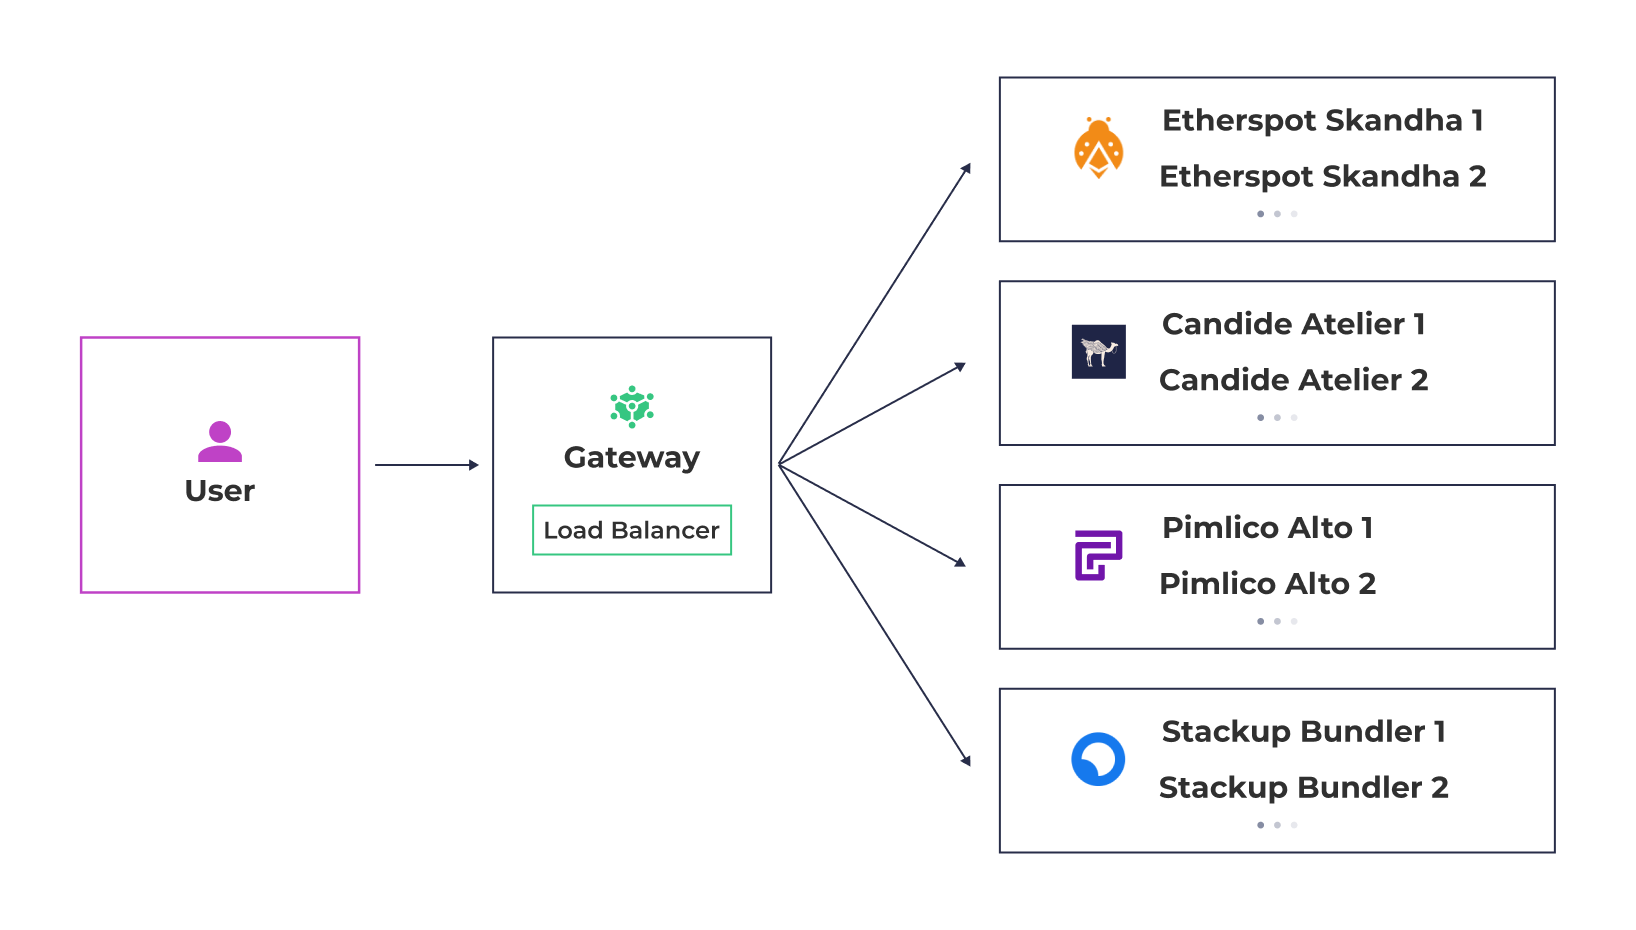 User
Gateway
Load Balancer
Etherspot Skandha 1
Etherspot Skandha 2
Candide Atelier 1
Candide Atelier 2
Pimlico Alto 1
Pimlico Alto 2
Stackup Bundler 1
Stackup Bundler 2